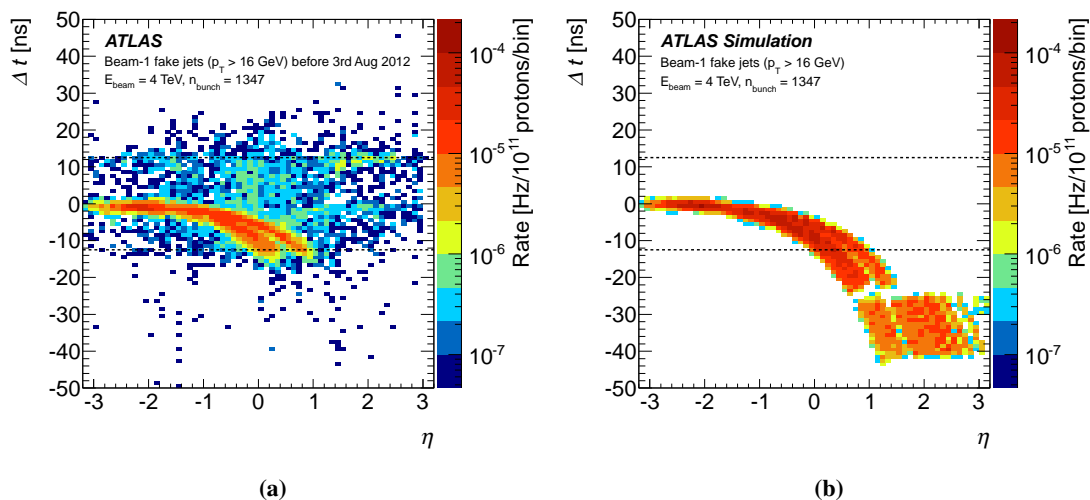 ATLAS
Beam-1 fake jets (p_T > 16 GeV) before 3rd Aug 2012
E_beam = 4 TeV, n_bunch = 1347
Δ t [ns]
50
40
30
20
10
0
-10
-20
-30
-40
-50
-3 -2 -1 0 1 2 3
η
10^-4
10^-5
10^-6
10^-7
Rate [Hz/10^11 protons/bin]
(a)
ATLAS Simulation
Beam-1 fake jets (p_T > 16 GeV)
E_beam = 4 TeV, n_bunch = 1347
Δ t [ns]
50
40
30
20
10
0
-10
-20
-30
-40
-50
-3 -2 -1 0 1 2 3
η
10^-4
10^-5
10^-6
10^-7
Rate [Hz/10^11 protons/bin]
(b)